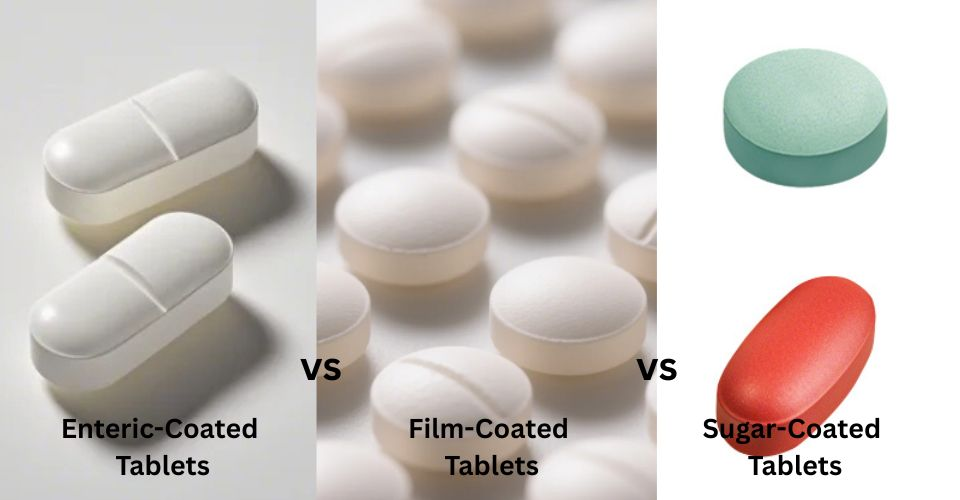 Enteric-Coated
Tablets
VS
Film-Coated
Tablets
VS
Sugar-Coated
Tablets